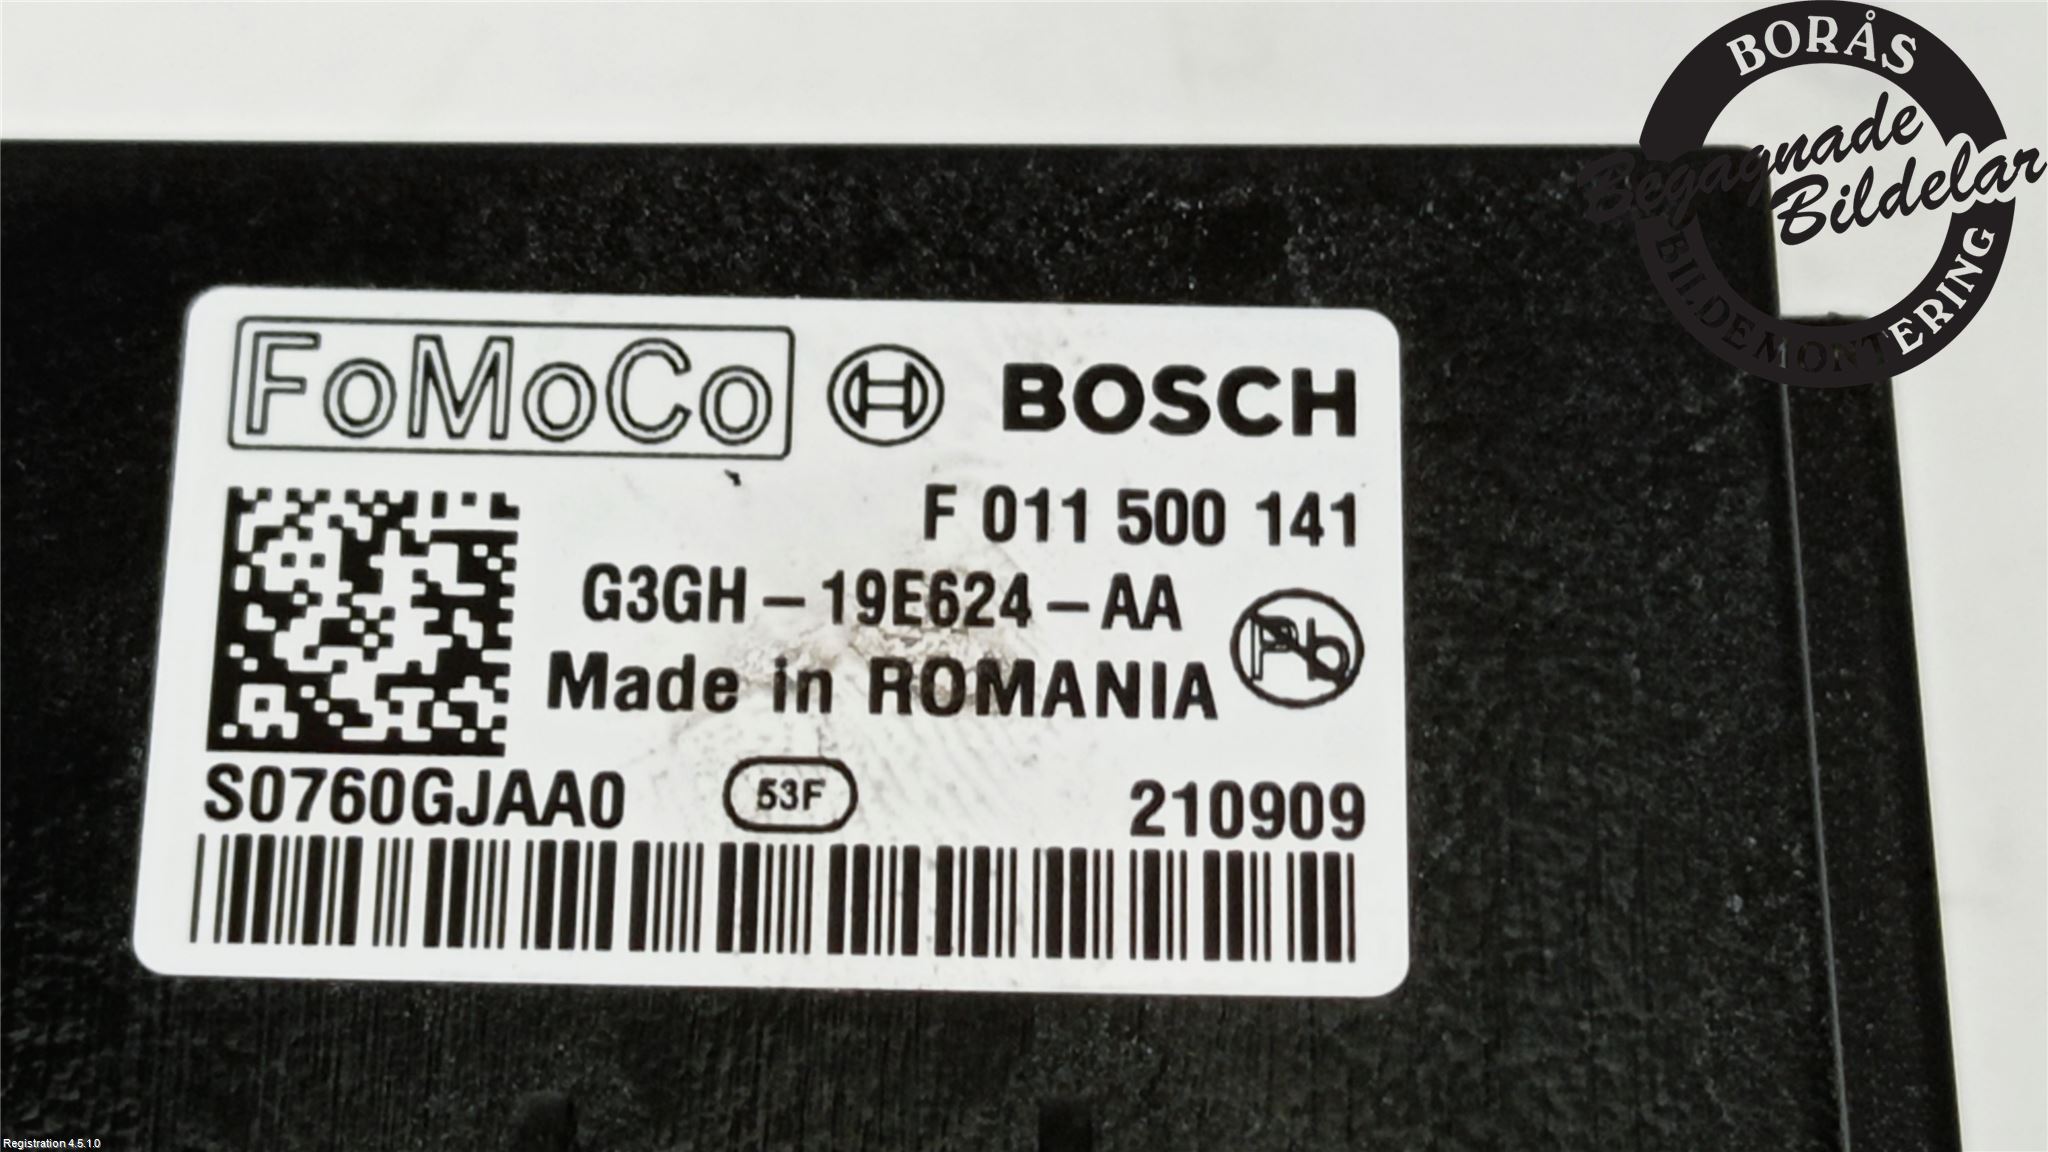 BORÅS
Begagnade
Bildelar
BILDEMONTERING
FoMoCo BOSCH
F 011 500 141
G3GH - 19E624 - AA
Pb
Made in ROMANIA
S0760GJAA0 53F 210909
Registration 4.5.1.0